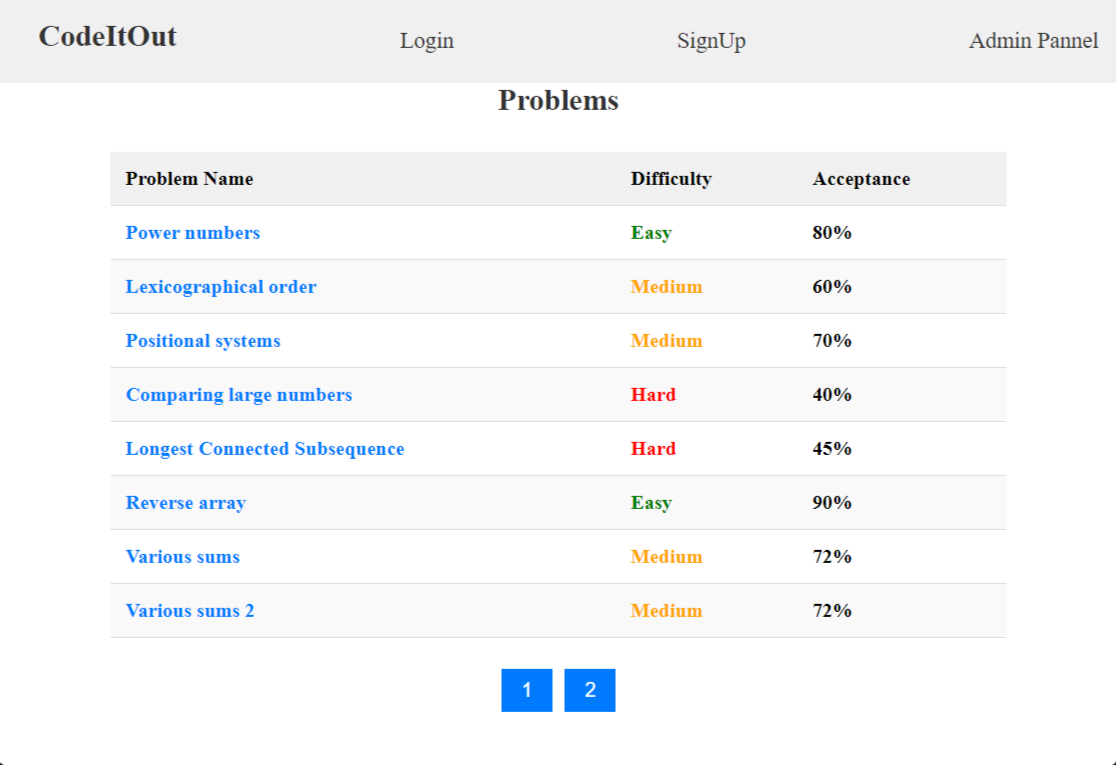 CodeItOut Login SignUp Admin Pannel
Problems
Problem Name Difficulty Acceptance
Power numbers Easy 80%
Lexicographical order Medium 60%
Positional systems Medium 70%
Comparing large numbers Hard 40%
Longest Connected Subsequence Hard 45%
Reverse array Easy 90%
Various sums Medium 72%
Various sums 2 Medium 72%
1 2